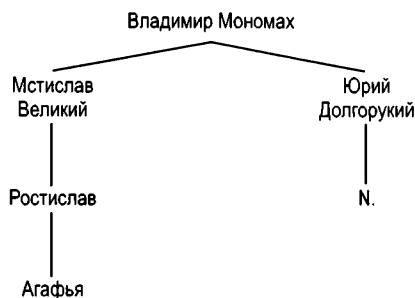 Владимир Мономах
Мстислав
Великий
Юрий
Долгорукий
Ростислав
N.
Агафья